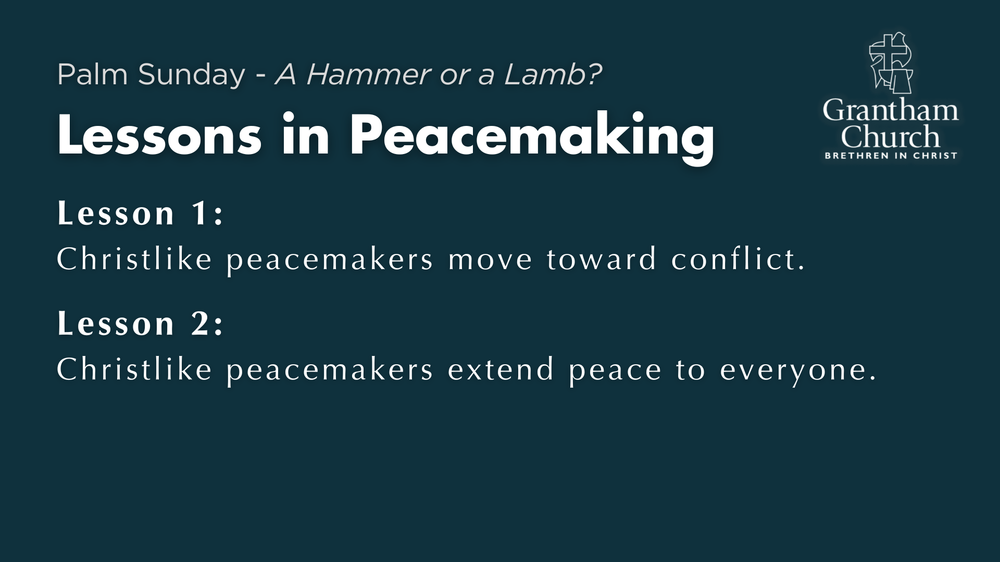 Palm Sunday - A Hammer or a Lamb?
Lessons in Peacemaking
Grantham
Church
BRETHREN IN CHRIST
Lesson 1:
Christlike peacemakers move toward conflict.
Lesson 2:
Christlike peacemakers extend peace to everyone.